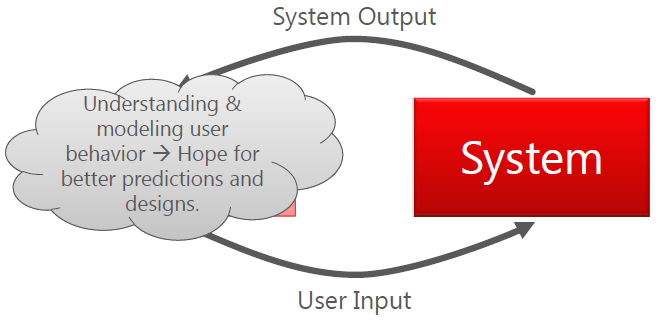 System Output
Understanding &
modeling user
behavior → Hope for
better predictions and
designs.
System
User Input